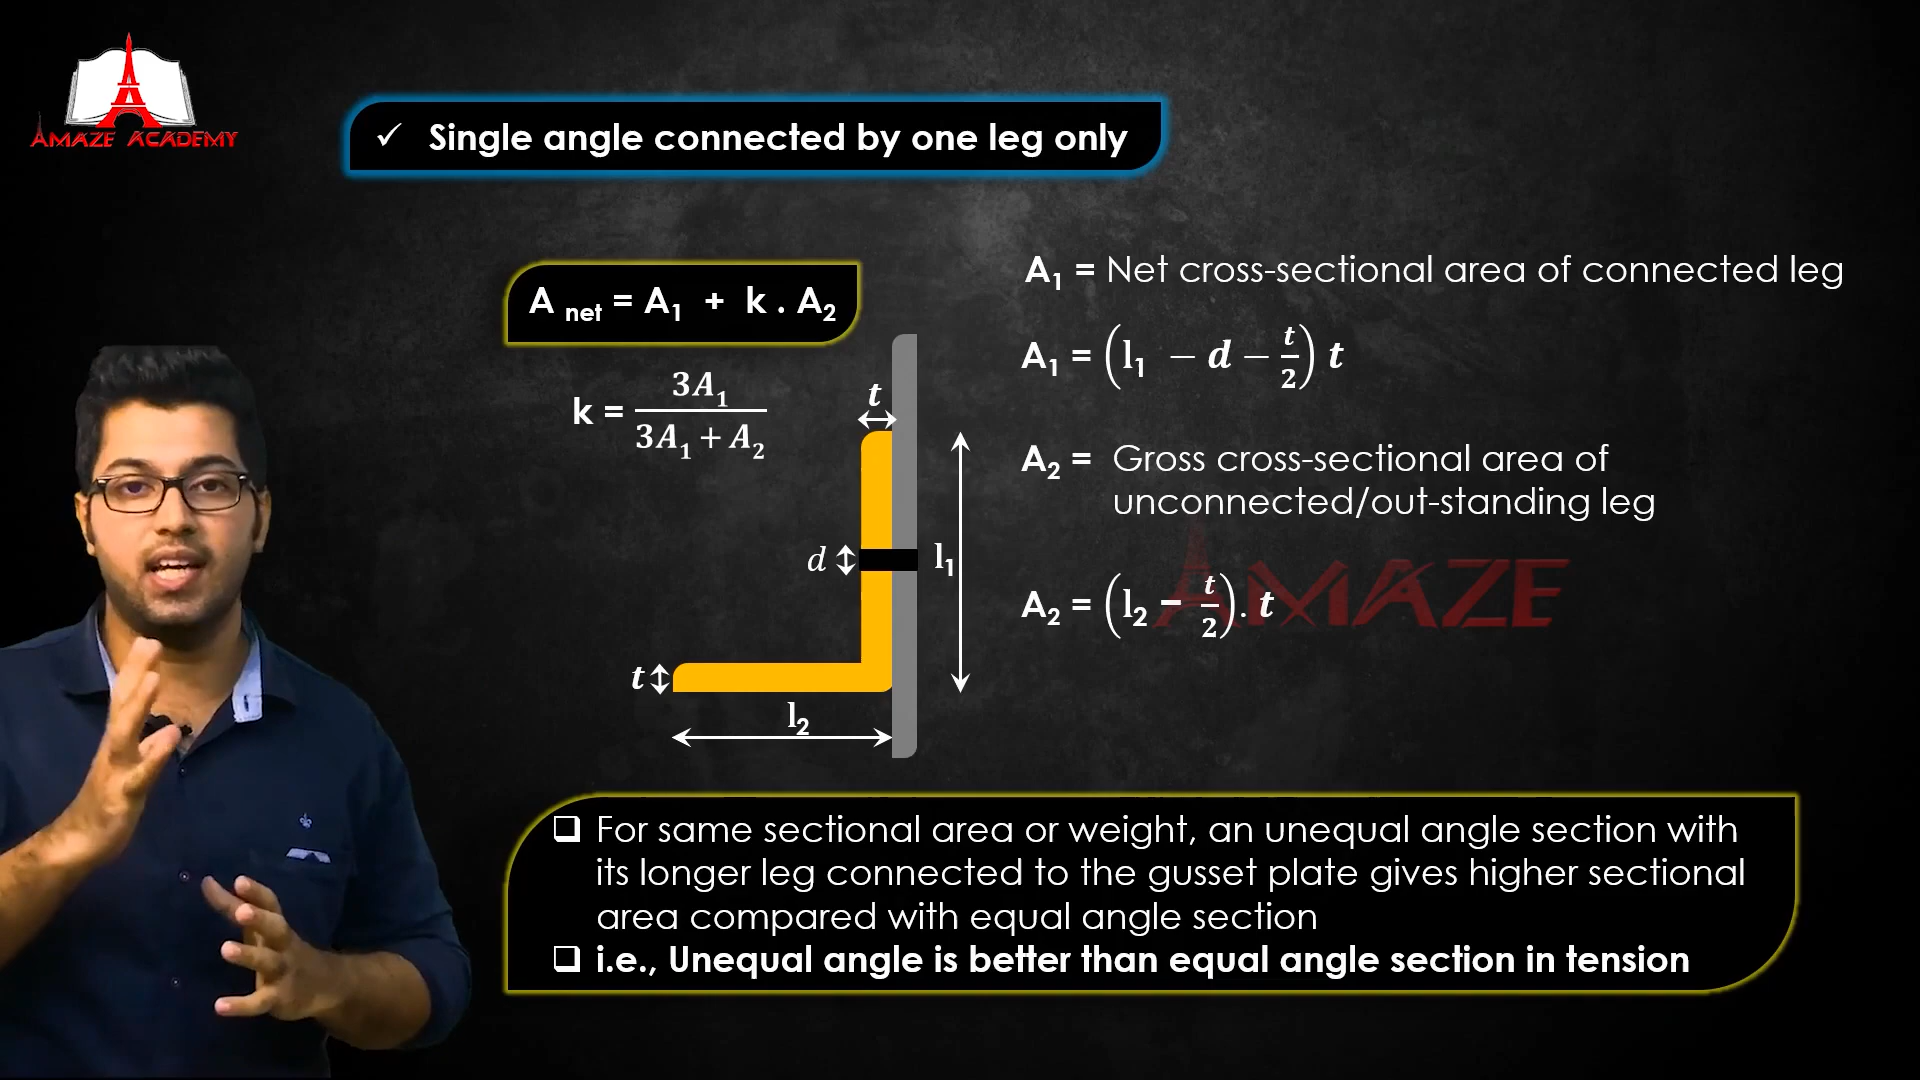 AMAZE ACADEMY
✓ Single angle connected by one leg only
A net = A₁ + k . A₂
k = 3A₁ / (3A₁ + A₂)
A₁ = Net cross-sectional area of connected leg
A₁ = (l₁ − d − t/2) t
A₂ = Gross cross-sectional area of
unconnected/out-standing leg
A₂ = (l₂ − t/2). t
AMAZE
t
d
l₁
t
l₂
❑ For same sectional area or weight, an unequal angle section with
its longer leg connected to the gusset plate gives higher sectional
area compared with equal angle section
❑ i.e., Unequal angle is better than equal angle section in tension